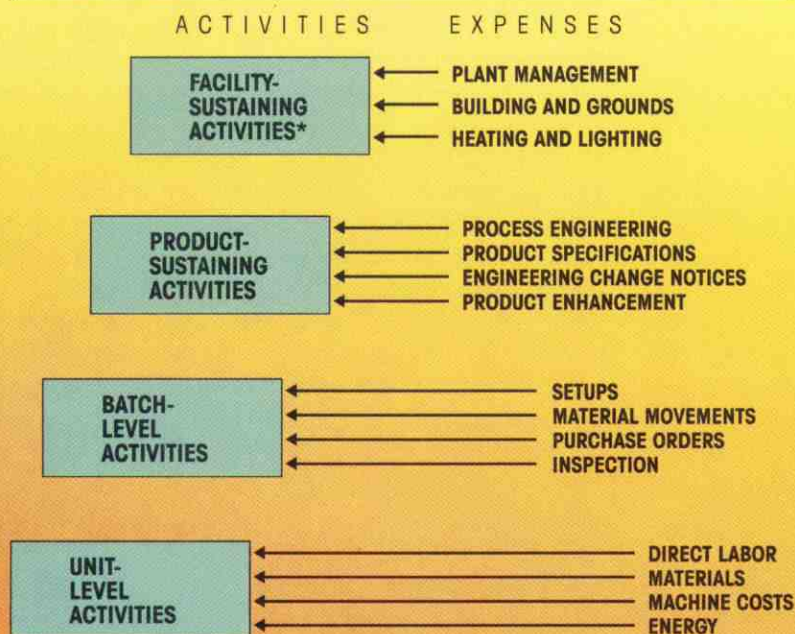 ACTIVITIES EXPENSES
FACILITY-
SUSTAINING
ACTIVITIES*
PLANT MANAGEMENT
BUILDING AND GROUNDS
HEATING AND LIGHTING
PRODUCT-
SUSTAINING
ACTIVITIES
PROCESS ENGINEERING
PRODUCT SPECIFICATIONS
ENGINEERING CHANGE NOTICES
PRODUCT ENHANCEMENT
BATCH-
LEVEL
ACTIVITIES
SETUPS
MATERIAL MOVEMENTS
PURCHASE ORDERS
INSPECTION
UNIT-
LEVEL
ACTIVITIES
DIRECT LABOR
MATERIALS
MACHINE COSTS
ENERGY